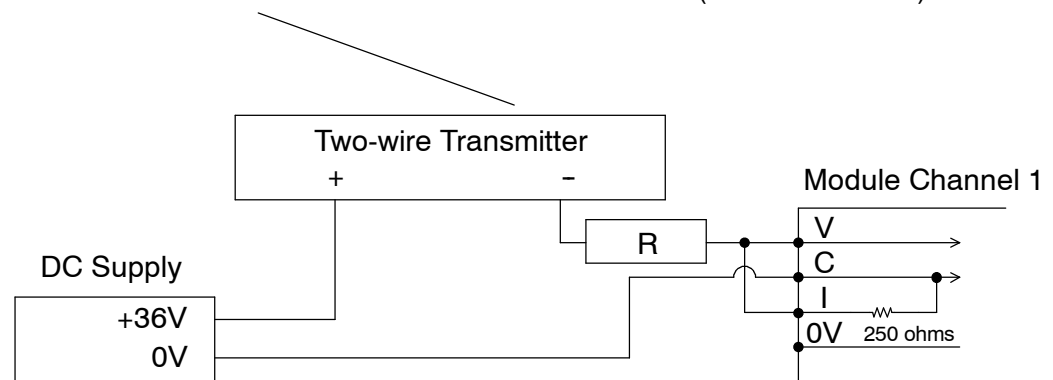 Two-wire Transmitter
+ −
Module Channel 1
V
R
C
DC Supply
I
+36V
0V 250 ohms
0V